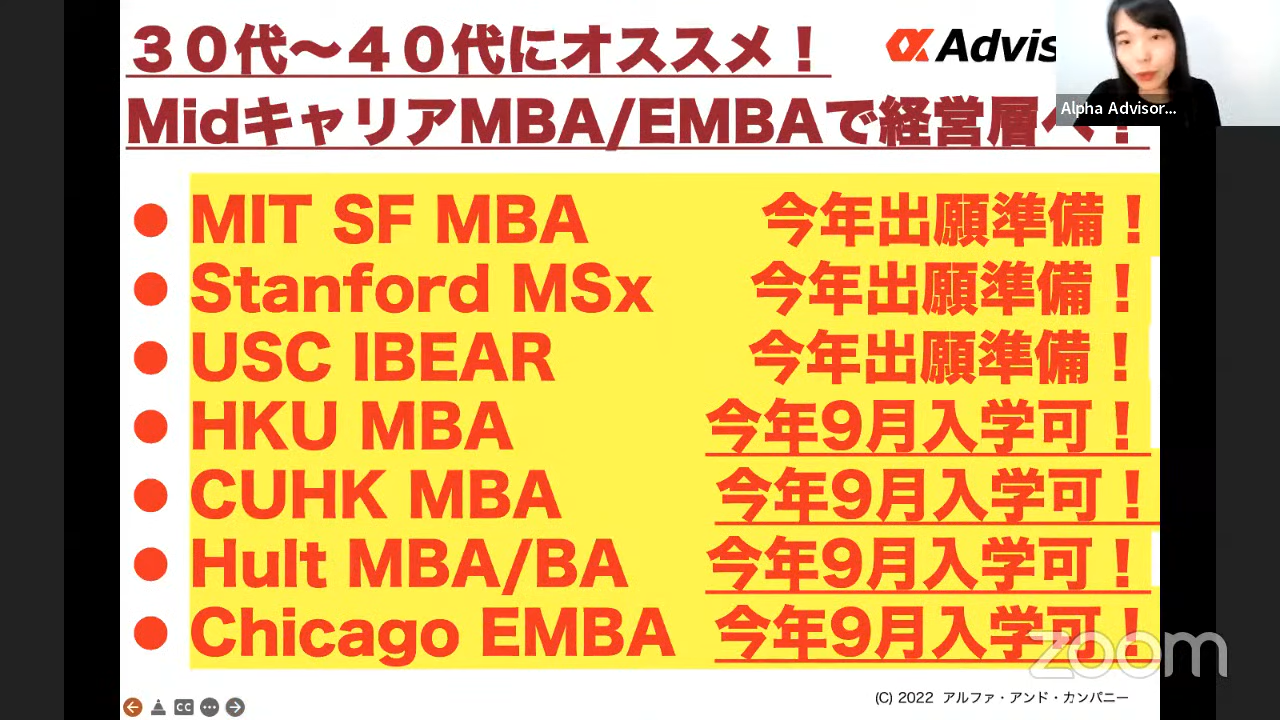 ３０代〜４０代にオススメ！
Advis
Alpha Advisor...
MidキャリアMBA/EMBAで経営層へ！
● MIT SF MBA 今年出願準備！
● Stanford MSx 今年出願準備！
● USC IBEAR 今年出願準備！
● HKU MBA 今年9月入学可！
● CUHK MBA 今年9月入学可！
● Hult MBA/BA 今年9月入学可！
● Chicago EMBA 今年9月入学可！
zoom
CC
(C) 2022 アルファ・アンド・カンパニー